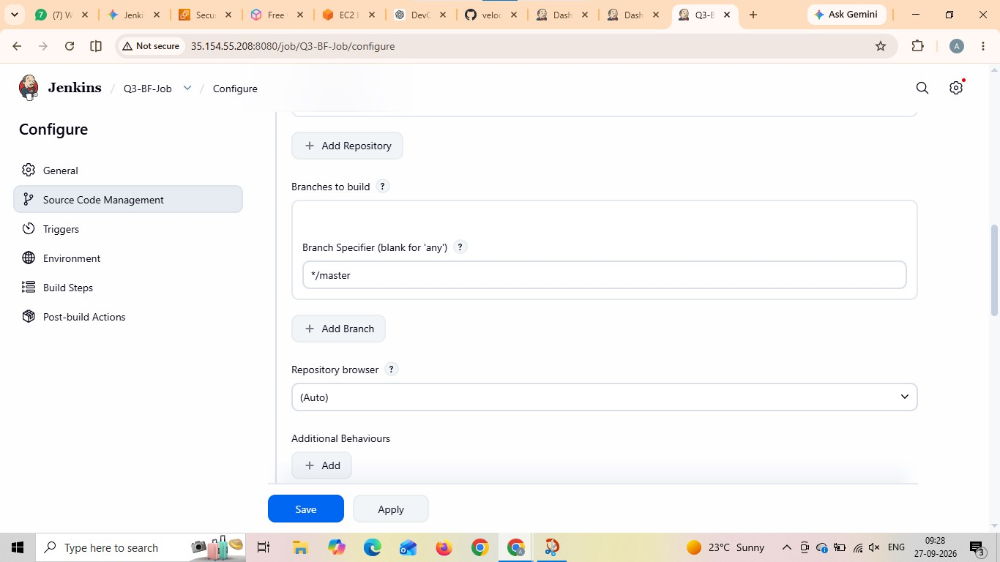 (7) W
Jenki
Secu
Free
EC2 I
DevC
veloc
Dash
Dash
Q3-B
Ask Gemini
Not secure
35.154.55.208:8080/job/Q3-BF-Job/configure
A
Jenkins / Q3-BF-Job / Configure
Configure
General
Source Code Management
Triggers
Environment
Build Steps
Post-build Actions
+ Add Repository
Branches to build ?
Branch Specifier (blank for 'any') ?
*/master
+ Add Branch
Repository browser ?
(Auto)
Additional Behaviours
+ Add
Save
Apply
Type here to search
23°C Sunny
ENG
09:28
27-09-2026
3